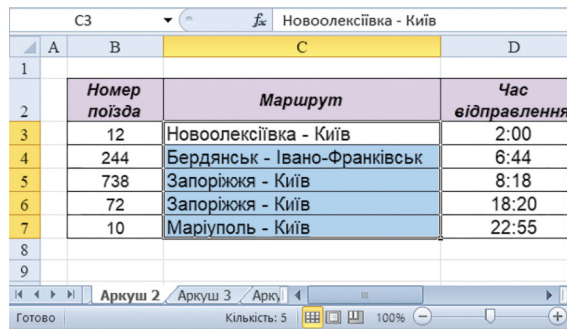 C3 fx Новоолексіївка - Київ
A B C D
1
2 Номер поїзда Маршрут Час відправлення
3 12 Новоолексіївка - Київ 2:00
4 244 Бердянськ - Івано-Франківськ 6:44
5 738 Запоріжжя - Київ 8:18
6 72 Запоріжжя - Київ 18:20
7 10 Маріуполь - Київ 22:55
8
9
Аркуш 2 Аркуш 3 Арку
Готово Кількість: 5 100%